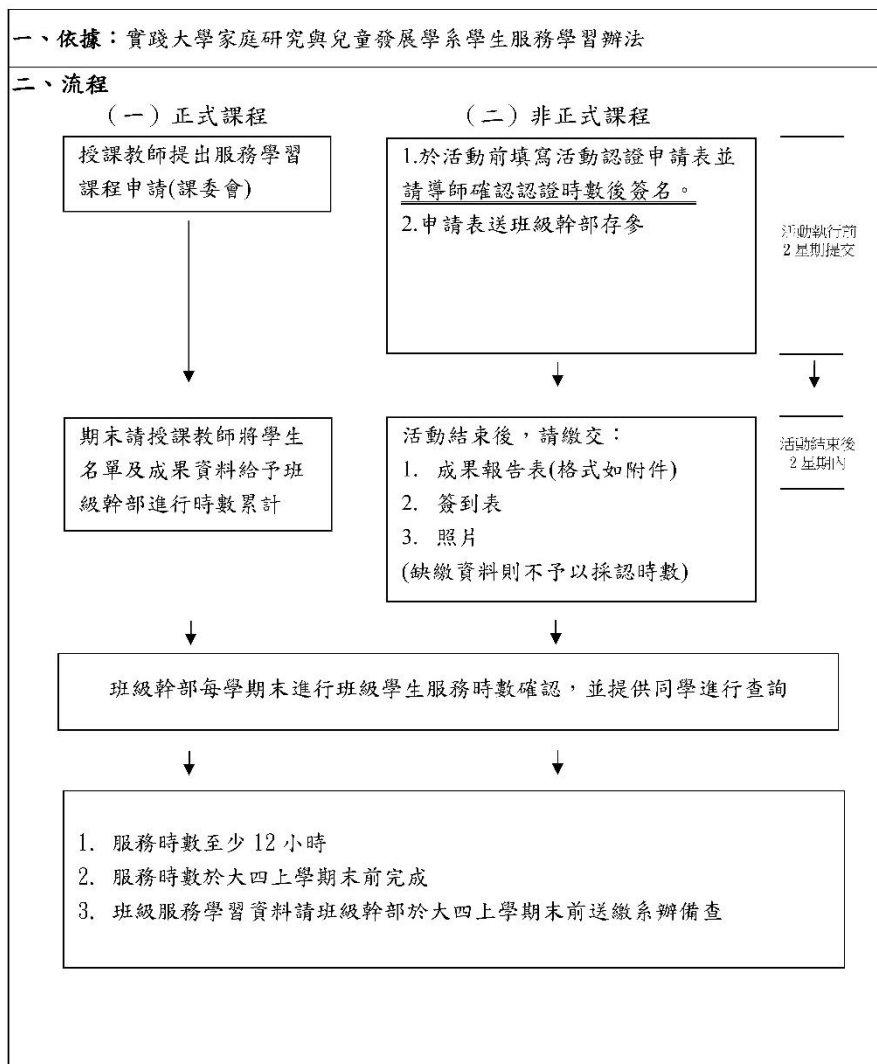 一、依據：實踐大學家庭研究與兒童發展學系學生服務學習辦法
二、流程
（一）正式課程
授課教師提出服務學習
課程申請(課委會)
（二）非正式課程
1.於活動前填寫活動認證申請表並
請導師確認認證時數後簽名。
2.申請表送班級幹部存參
活動執行前
2星期提交
期末請授課教師將學生
名單及成果資料給予班
級幹部進行時數累計
活動結束後，請繳交：
1. 成果報告表(格式如附件)
2. 簽到表
3. 照片
(缺繳資料則不予以採認時數)
活動結束後
2星期內
班級幹部每學期末進行班級學生服務時數確認，並提供同學進行查詢
1. 服務時數至少 12 小時
2. 服務時數於大四上學期末前完成
3. 班級服務學習資料請班級幹部於大四上學期末前送繳系辦備查